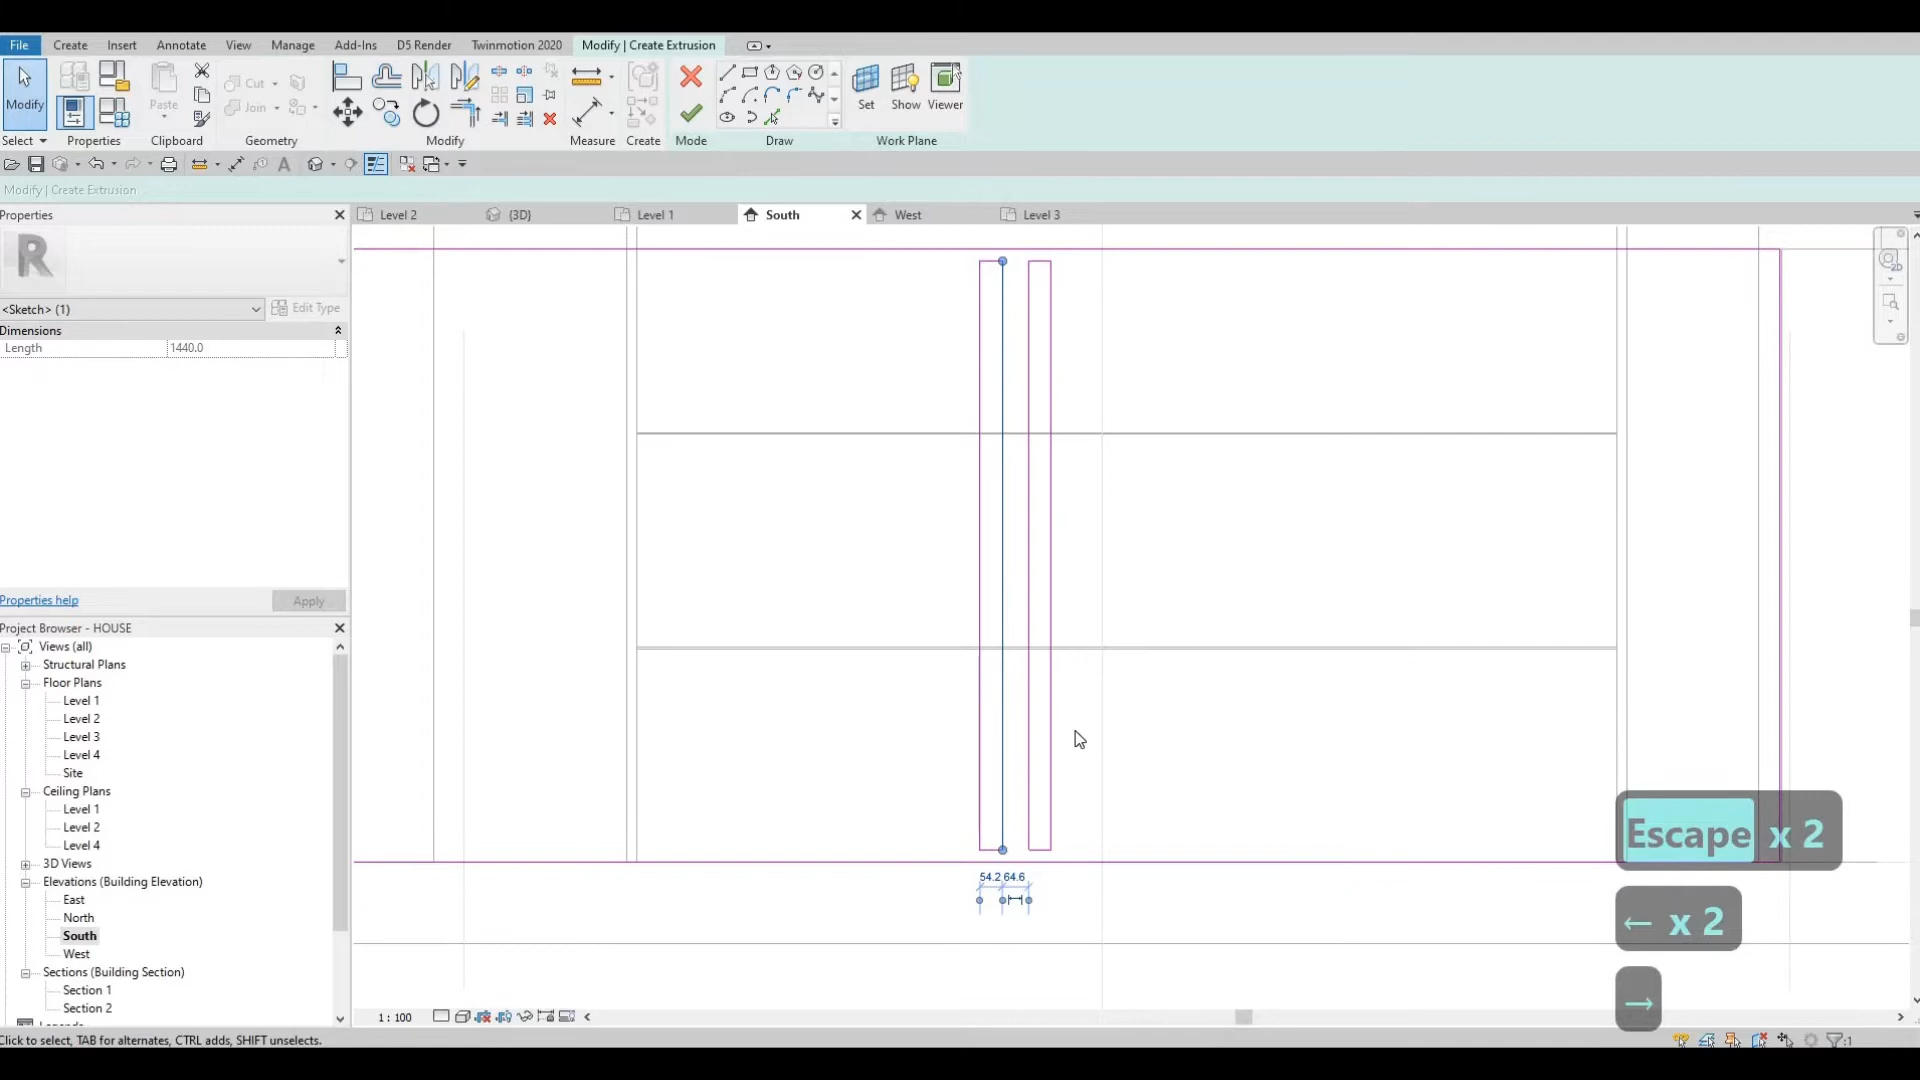 File Create Insert Annotate View Manage Add-Ins D5 Render Twinmotion 2020 Modify | Create Extrusion
Modify Paste Cut Join Set Show Viewer
Select Properties Clipboard Geometry Modify Measure Create Mode Draw Work Plane
Modify | Create Extrusion
Properties
Level 2 {3D} Level 1 South West Level 3
R
2D
<Sketch> (1) Edit Type
Dimensions
Length 1440.0
Properties help Apply
Project Browser - HOUSE
Views (all)
Structural Plans
Floor Plans
Level 1
Level 2
Level 3
Level 4
Site
Ceiling Plans
Level 1
Level 2
Level 4
3D Views
Elevations (Building Elevation)
East
North
South
West
Sections (Building Section)
Section 1
Section 2
54.2 64.6
Escape x 2
← x 2
→
1 : 100
Click to select, TAB for alternates, CTRL adds, SHIFT unselects.
:1